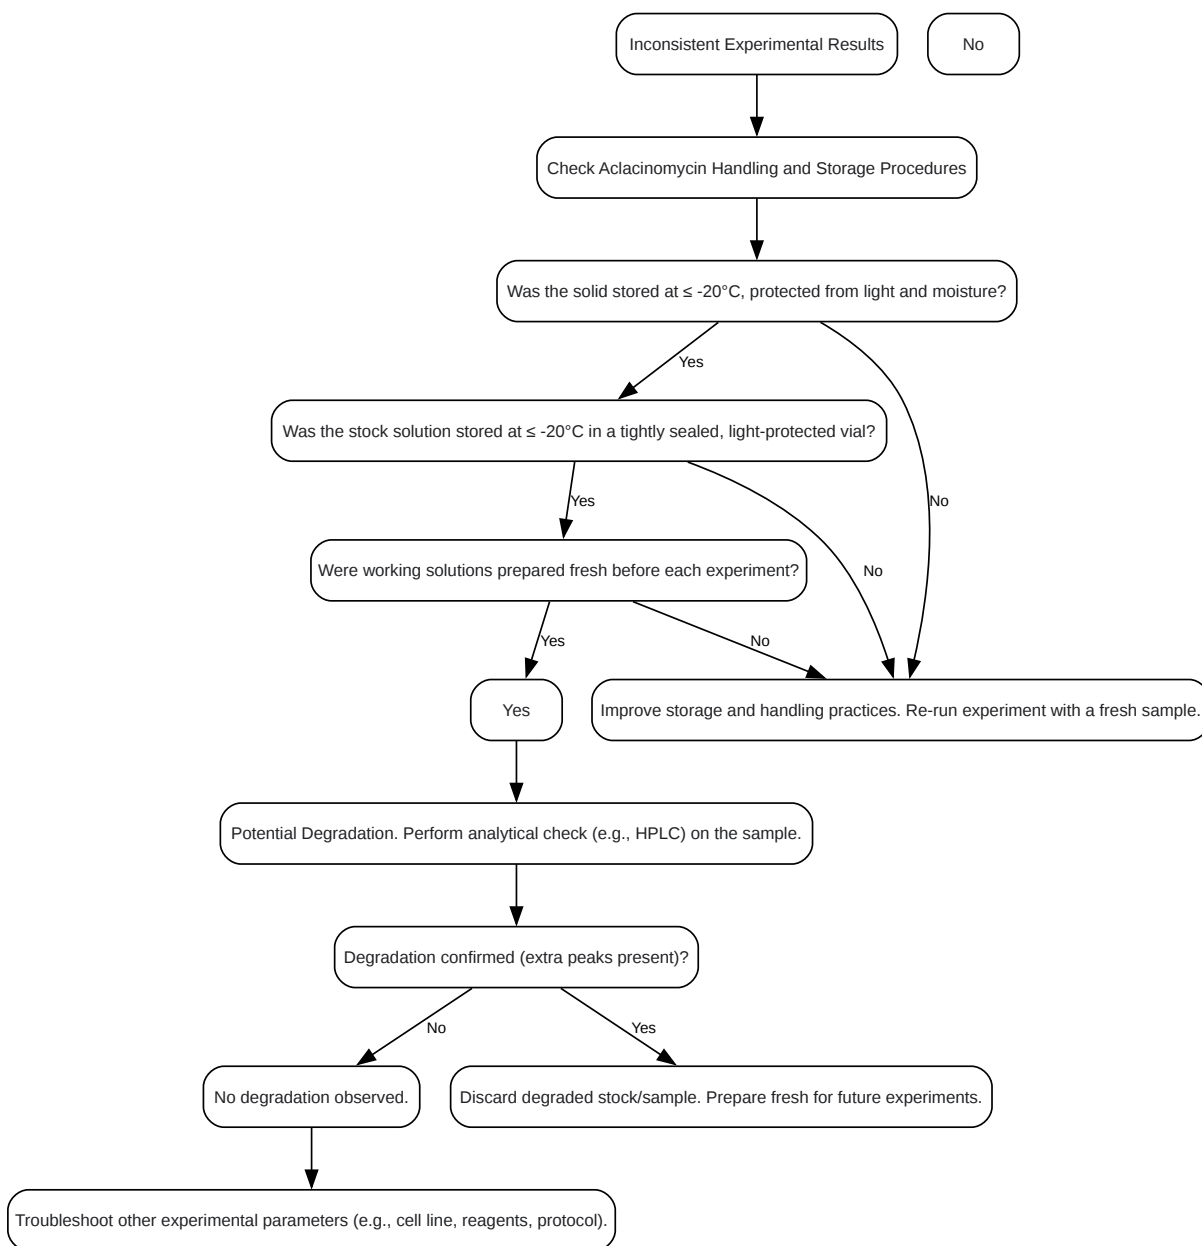 Inconsistent Experimental Results
No
Check Aclacinomycin Handling and Storage Procedures
Was the solid stored at ≤ -20°C, protected from light and moisture?
Yes
Was the stock solution stored at ≤ -20°C in a tightly sealed, light-protected vial?
Yes
No
Were working solutions prepared fresh before each experiment?
No
Yes
No
Yes
Improve storage and handling practices. Re-run experiment with a fresh sample.
Potential Degradation. Perform analytical check (e.g., HPLC) on the sample.
Degradation confirmed (extra peaks present)?
No
Yes
No degradation observed.
Discard degraded stock/sample. Prepare fresh for future experiments.
Troubleshoot other experimental parameters (e.g., cell line, reagents, protocol).